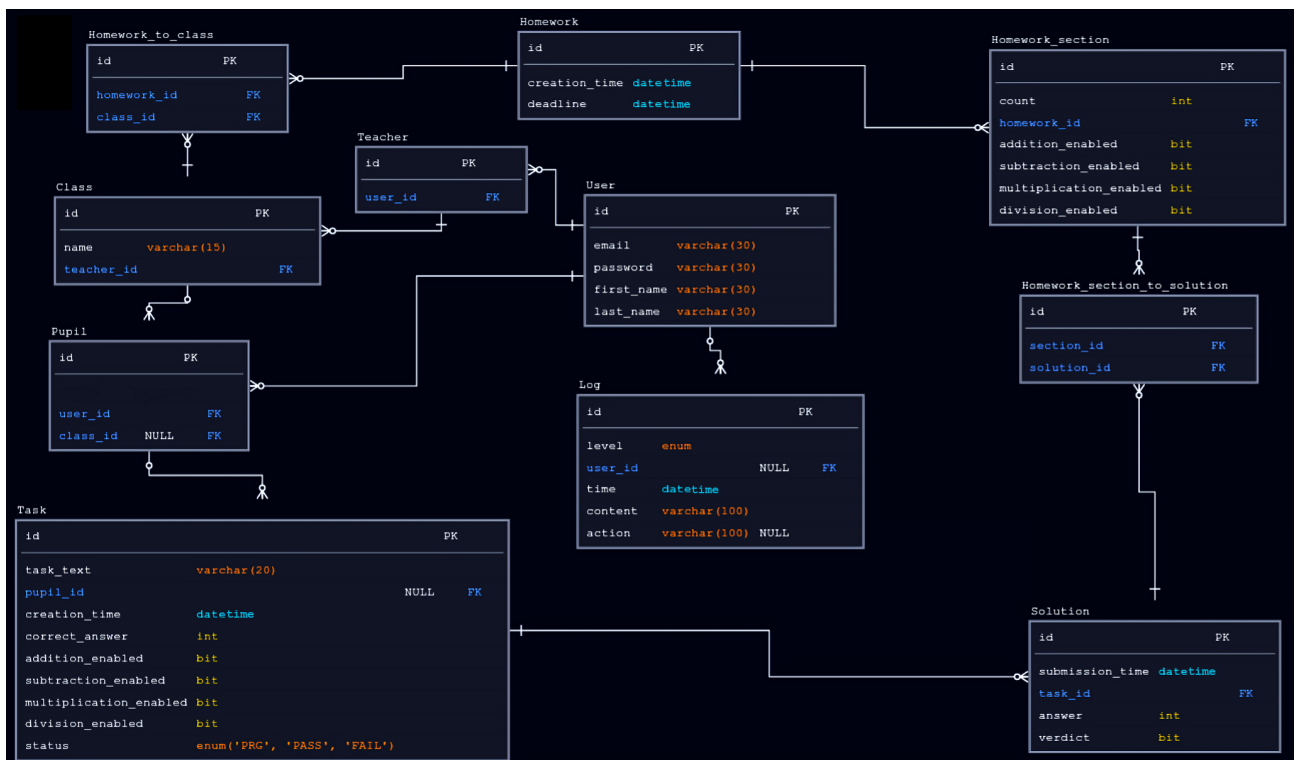 Homework_to_class
id PK
homework_id FK
class_id FK
Homework
id PK
creation_time datetime
deadline datetime
Homework_section
id PK
count int
homework_id FK
addition_enabled bit
subtraction_enabled bit
multiplication_enabled bit
division_enabled bit
Teacher
id PK
user_id FK
Class
id PK
name varchar(15)
teacher_id FK
User
id PK
email varchar(30)
password varchar(30)
first_name varchar(30)
last_name varchar(30)
Homework_section_to_solution
id PK
section_id FK
solution_id FK
Pupil
id PK
user_id FK
class_id NULL FK
Log
id PK
level enum
user_id NULL FK
time datetime
content varchar(100)
action varchar(100) NULL
Task
id PK
task_text varchar(20)
pupil_id NULL FK
creation_time datetime
correct_answer int
addition_enabled bit
subtraction_enabled bit
multiplication_enabled bit
division_enabled bit
status enum('PRG', 'PASS', 'FAIL')
Solution
id PK
submission_time datetime
task_id FK
answer int
verdict bit